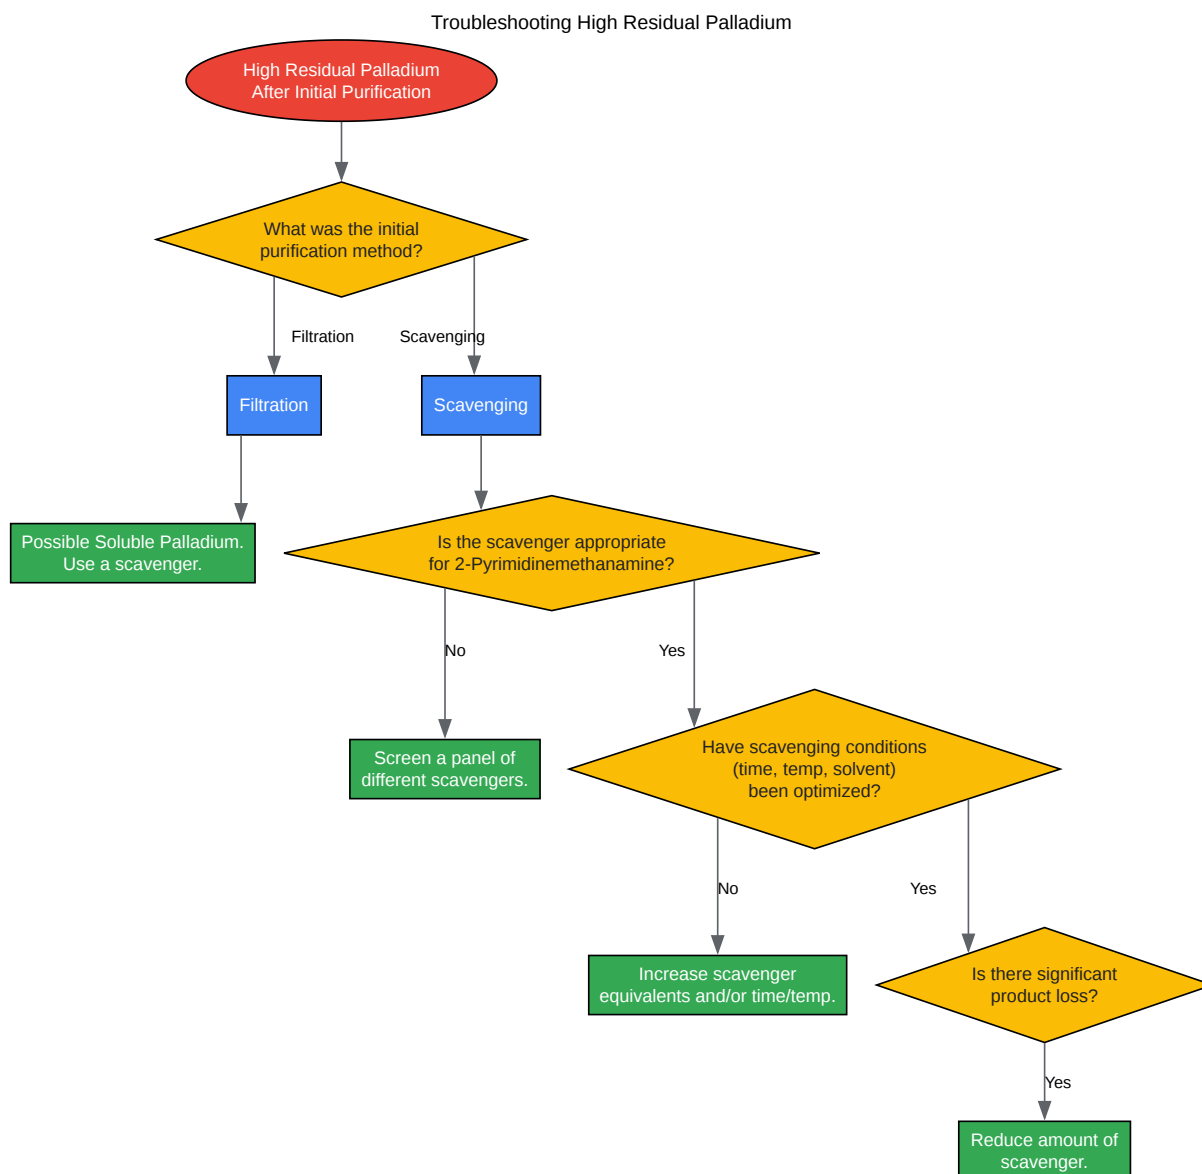 Troubleshooting High Residual Palladium
High Residual Palladium
After Initial Purification
What was the initial
purification method?
Filtration
Scavenging
Filtration
Scavenging
Possible Soluble Palladium.
Use a scavenger.
Is the scavenger appropriate
for 2-Pyrimidinemethanamine?
No
Yes
Screen a panel of
different scavengers.
Have scavenging conditions
(time, temp, solvent)
been optimized?
No
Yes
Increase scavenger
equivalents and/or time/temp.
Is there significant
product loss?
Yes
Reduce amount of
scavenger.